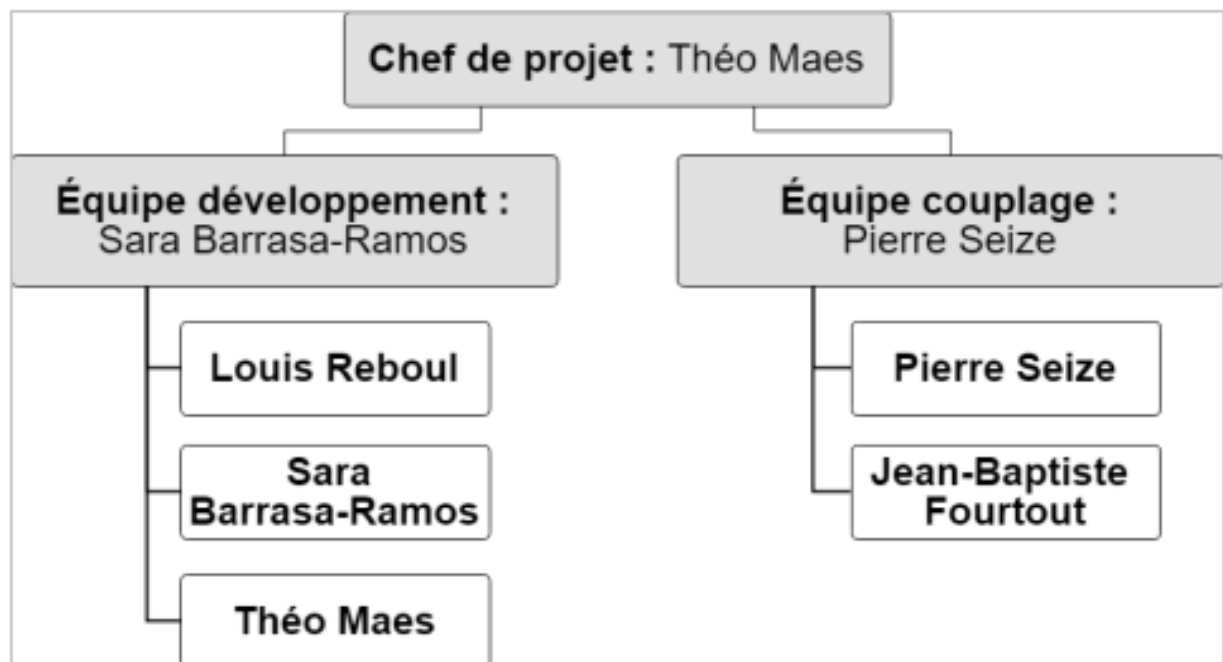 Chef de projet : Théo Maes
Équipe développement :
Sara Barrasa-Ramos
Louis Reboul
Sara
Barrasa-Ramos
Théo Maes
Équipe couplage :
Pierre Seize
Pierre Seize
Jean-Baptiste
Fourtout